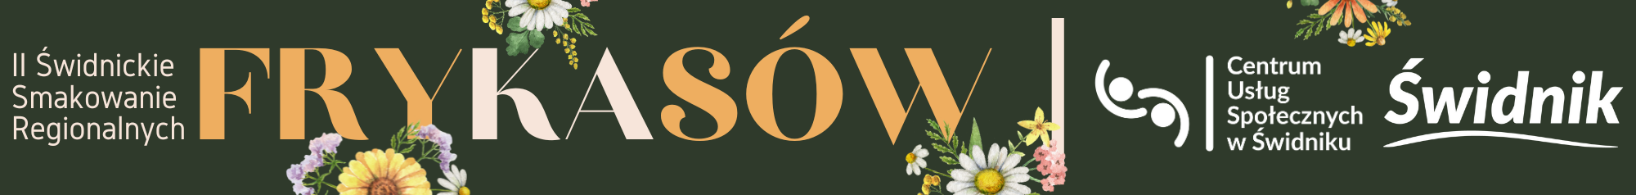 II Świdnickie
Smakowanie
Regionalnych
FRYKASÓW
Centrum
Usług
Społecznych
w Świdniku
Świdnik